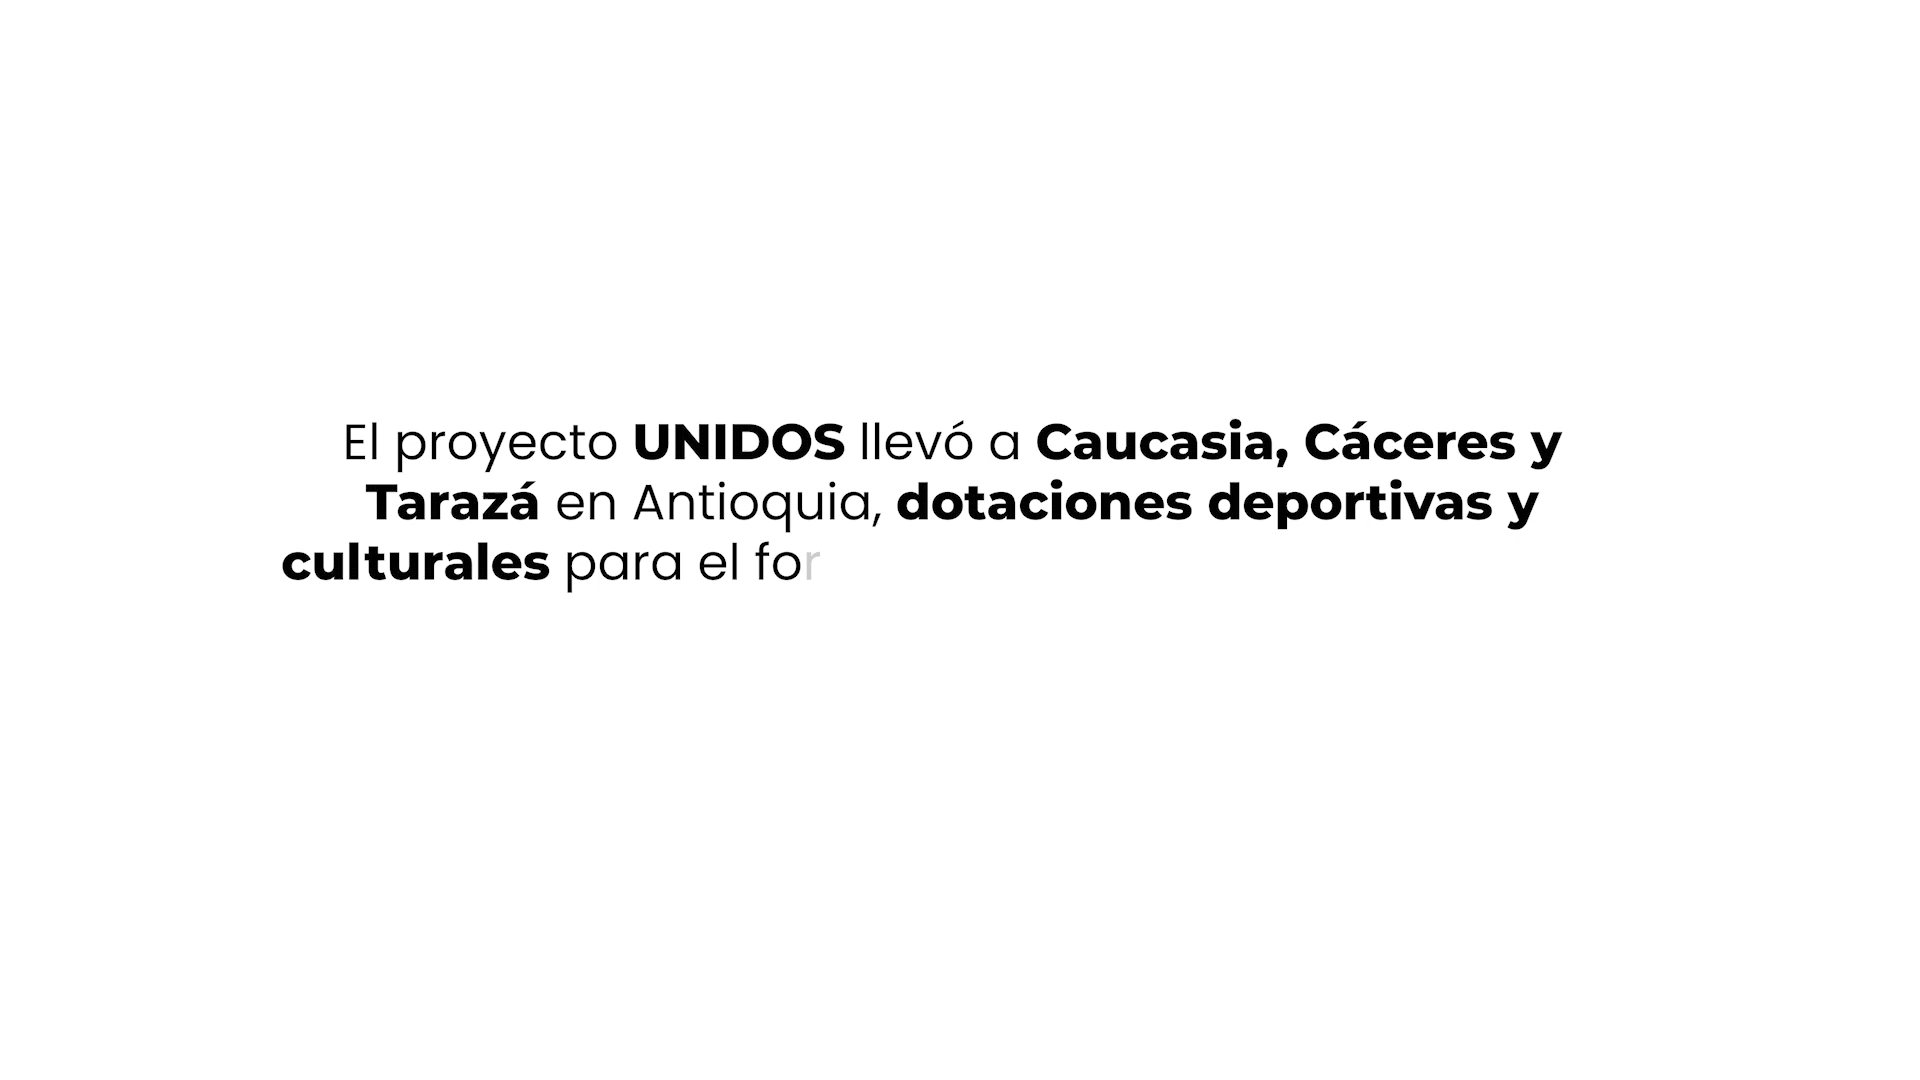 El proyecto UNIDOS llevó a Caucasia, Cáceres y
Tarazá en Antioquia, dotaciones deportivas y
culturales para el for